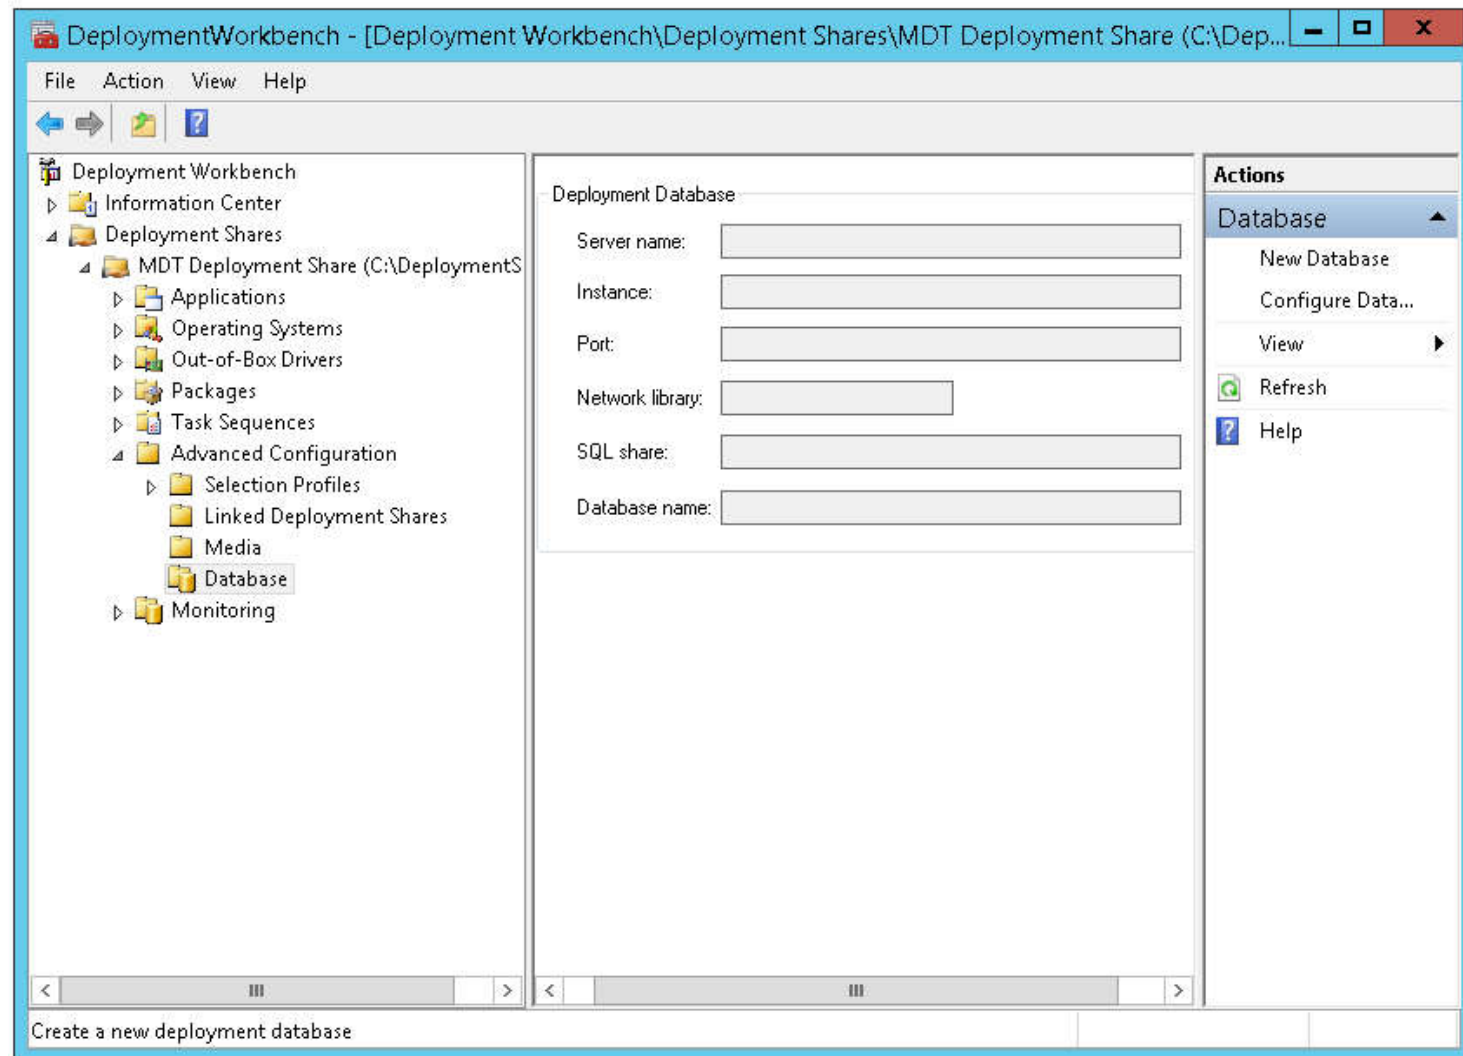 DeploymentWorkbench - [Deployment Workbench\Deployment Shares\MDT Deployment Share (C:\Dep...
File Action View Help
Deployment Workbench
Information Center
Deployment Shares
MDT Deployment Share (C:\DeploymentS
Applications
Operating Systems
Out-of-Box Drivers
Packages
Task Sequences
Advanced Configuration
Selection Profiles
Linked Deployment Shares
Media
Database
Monitoring
Deployment Database
Server name:
Instance:
Port:
Network library:
SQL share:
Database name:
Actions
Database
New Database
Configure Data...
View
Refresh
Help
Create a new deployment database